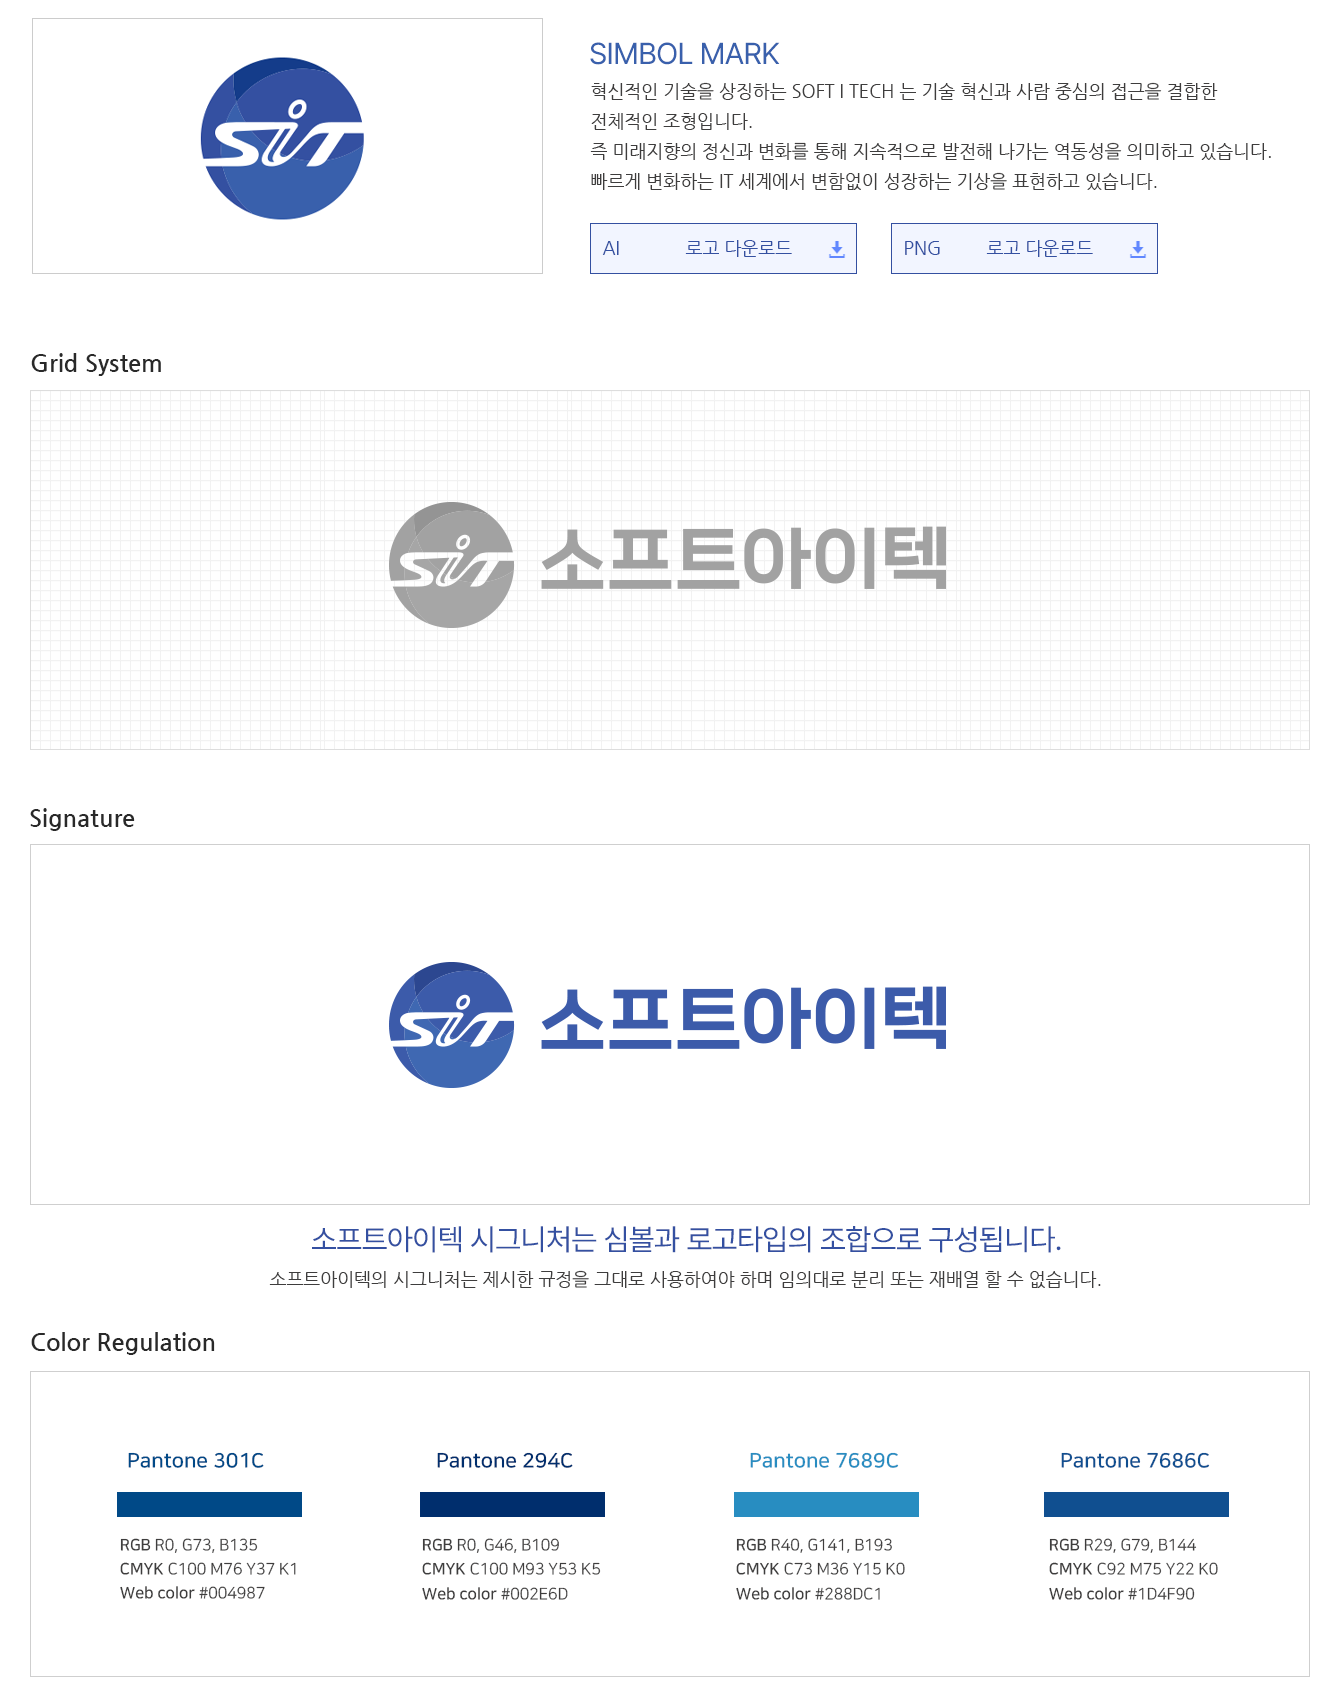 SiT
SIMBOL MARK
혁신적인 기술을 상징하는 SOFT I TECH 는 기술 혁신과 사람 중심의 접근을 결합한
전체적인 조형입니다.
즉 미래지향의 정신과 변화를 통해 지속적으로 발전해 나가는 역동성을 의미하고 있습니다.
빠르게 변화하는 IT 세계에서 변함없이 성장하는 기상을 표현하고 있습니다.
AI 로고 다운로드
PNG 로고 다운로드
Grid System
SiT 소프트아이텍
Signature
SiT 소프트아이텍
소프트아이텍 시그니처는 심볼과 로고타입의 조합으로 구성됩니다.
소프트아이텍의 시그니처는 제시한 규정을 그대로 사용하여야 하며 임의대로 분리 또는 재배열 할 수 없습니다.
Color Regulation
Pantone 301C
RGB R0, G73, B135
CMYK C100 M76 Y37 K1
Web color #004987
Pantone 294C
RGB R0, G46, B109
CMYK C100 M93 Y53 K5
Web color #002E6D
Pantone 7689C
RGB R40, G141, B193
CMYK C73 M36 Y15 K0
Web color #288DC1
Pantone 7686C
RGB R29, G79, B144
CMYK C92 M75 Y22 K0
Web color #1D4F90